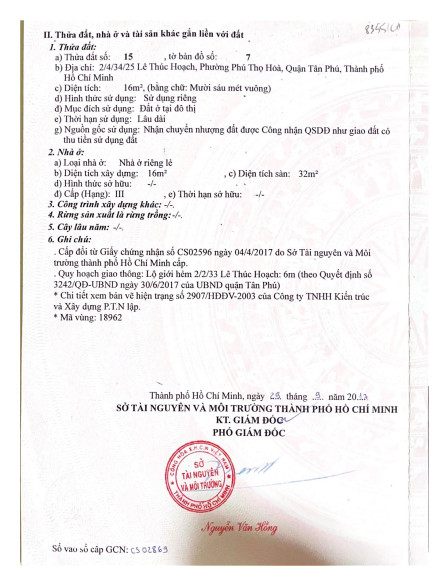 8345/LA
II. Thửa đất, nhà ở và tài sản khác gắn liền với đất
1. Thửa đất:
a) Thửa đất số: 15 , tờ bản đồ số: 7
b) Địa chỉ: 2/4/34/25 Lê Thúc Hoạch, Phường Phú Thọ Hoà, Quận Tân Phú, Thành phố
Hồ Chí Minh
c) Diện tích: 16m², (bằng chữ: Mười sáu mét vuông)
d) Hình thức sử dụng: Sử dụng riêng
đ) Mục đích sử dụng: Đất ở tại đô thị
e) Thời hạn sử dụng: Lâu dài
g) Nguồn gốc sử dụng: Nhận chuyển nhượng đất được Công nhận QSDĐ như giao đất có
thu tiền sử dụng đất
2. Nhà ở:
a) Loại nhà ở: Nhà ở riêng lẻ
b) Diện tích xây dựng: 16m² , c) Diện tích sàn: 32m²
d) Hình thức sở hữu: -/-
đ) Cấp (Hạng): III , e) Thời hạn sở hữu: -/-
3. Công trình xây dựng khác: -/-.
4. Rừng sản xuất là rừng trồng:-/-.
5. Cây lâu năm: -/-.
6. Ghi chú:
. Cấp đổi từ Giấy chứng nhận số CS02596 ngày 04/4/2017 do Sở Tài nguyên và Môi
trường thành phố Hồ Chí Minh cấp.
. Quy hoạch giao thông: Lộ giới hẻm 2/2/33 Lê Thúc Hoạch: 6m (theo Quyết định số
3242/QĐ-UBND ngày 30/6/2017 của UBND quận Tân Phú)
* Chi tiết xem bản vẽ hiện trạng số 2907/HĐĐV-2003 của Công ty TNHH Kiến trúc
và Xây dựng P.T.N lập.
* Mã vùng: 18962
Thành phố Hồ Chí Minh, ngày 25 tháng .9. năm 20
SỞ TÀI NGUYÊN VÀ MÔI TRƯỜNG THÀNH PHỐ HỒ CHÍ MINH
KT. GIÁM ĐỐC
PHÓ GIÁM ĐỐC
CỘNG HÒA X.H.C.N VIỆT NAM
SỞ
TÀI NGUYÊN
VÀ MÔI TRƯỜNG
THÀNH PHỐ HỒ CHÍ MINH
Nguyễn Văn Hồng
Số vào sổ cấp GCN: CS 02869